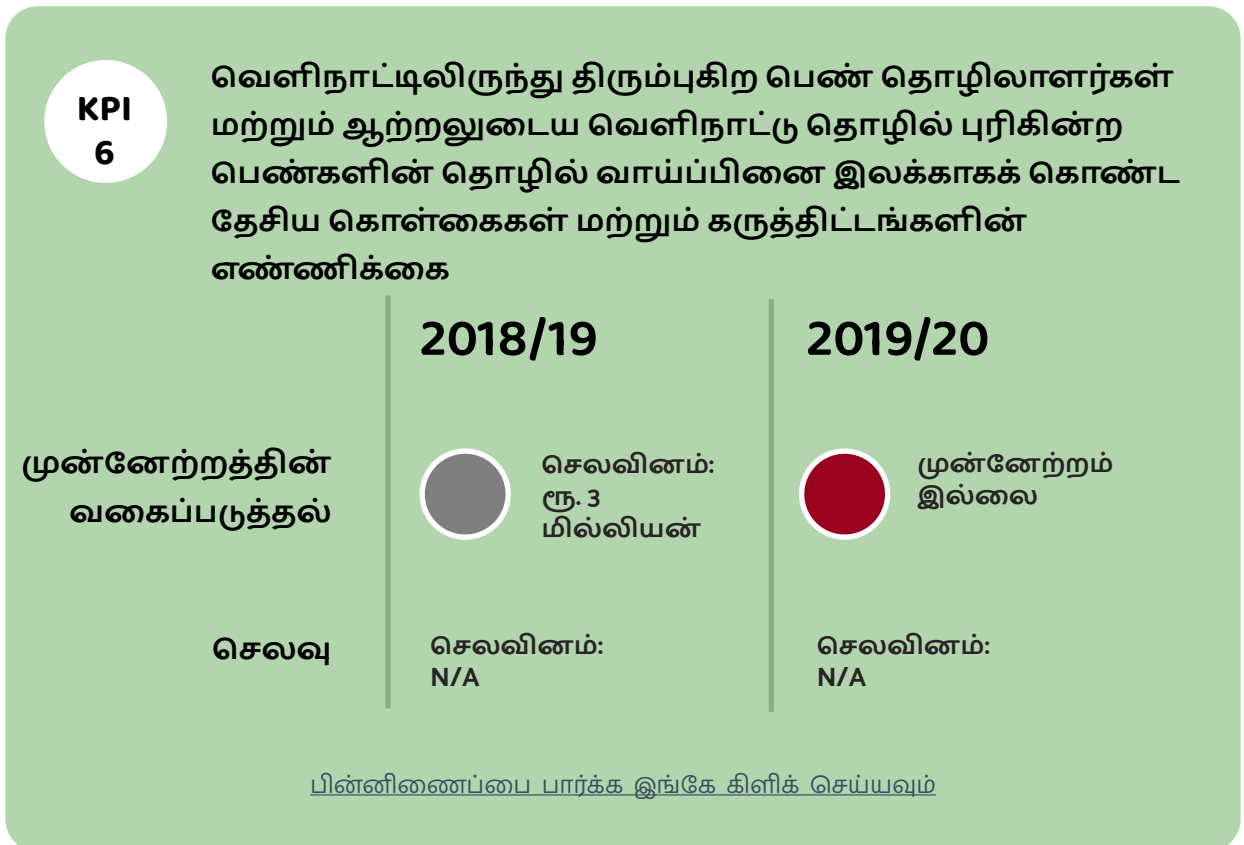 KPI
6
வெளிநாட்டிலிருந்து திரும்புகிற பெண் தொழிலாளர்கள்
மற்றும் ஆற்றலுடைய வெளிநாட்டு தொழில் புரிகின்ற
பெண்களின் தொழில் வாய்ப்பினை இலக்காகக் கொண்ட
தேசிய கொள்கைகள் மற்றும் கருத்திட்டங்களின்
எண்ணிக்கை
2018/19
2019/20
முன்னேற்றத்தின்
வகைப்படுத்தல்
செலவினம்:
ரூ. 3
மில்லியன்
முன்னேற்றம்
இல்லை
செலவு
செலவினம்:
N/A
செலவினம்:
N/A
பின்னிணைப்பை பார்க்க இங்கே கிளிக் செய்யவும்